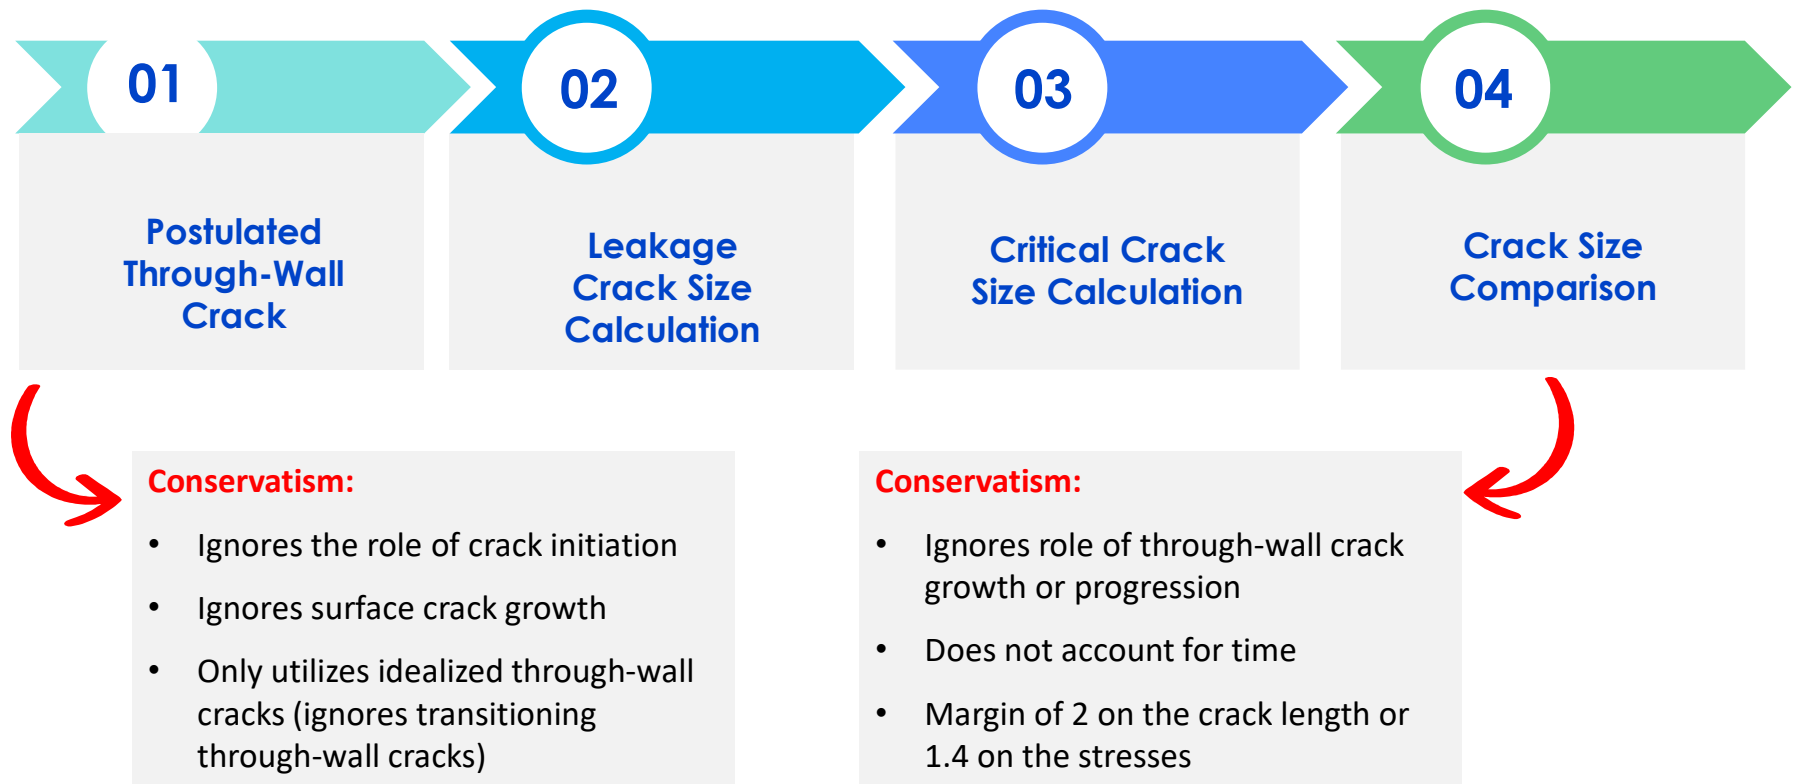 01
Postulated
Through-Wall
Crack
02
Leakage
Crack Size
Calculation
03
Critical Crack
Size Calculation
04
Crack Size
Comparison
Conservatism:
• Ignores the role of crack initiation
• Ignores surface crack growth
• Only utilizes idealized through-wall
cracks (ignores transitioning
through-wall cracks)
Conservatism:
• Ignores role of through-wall crack
growth or progression
• Does not account for time
• Margin of 2 on the crack length or
1.4 on the stresses